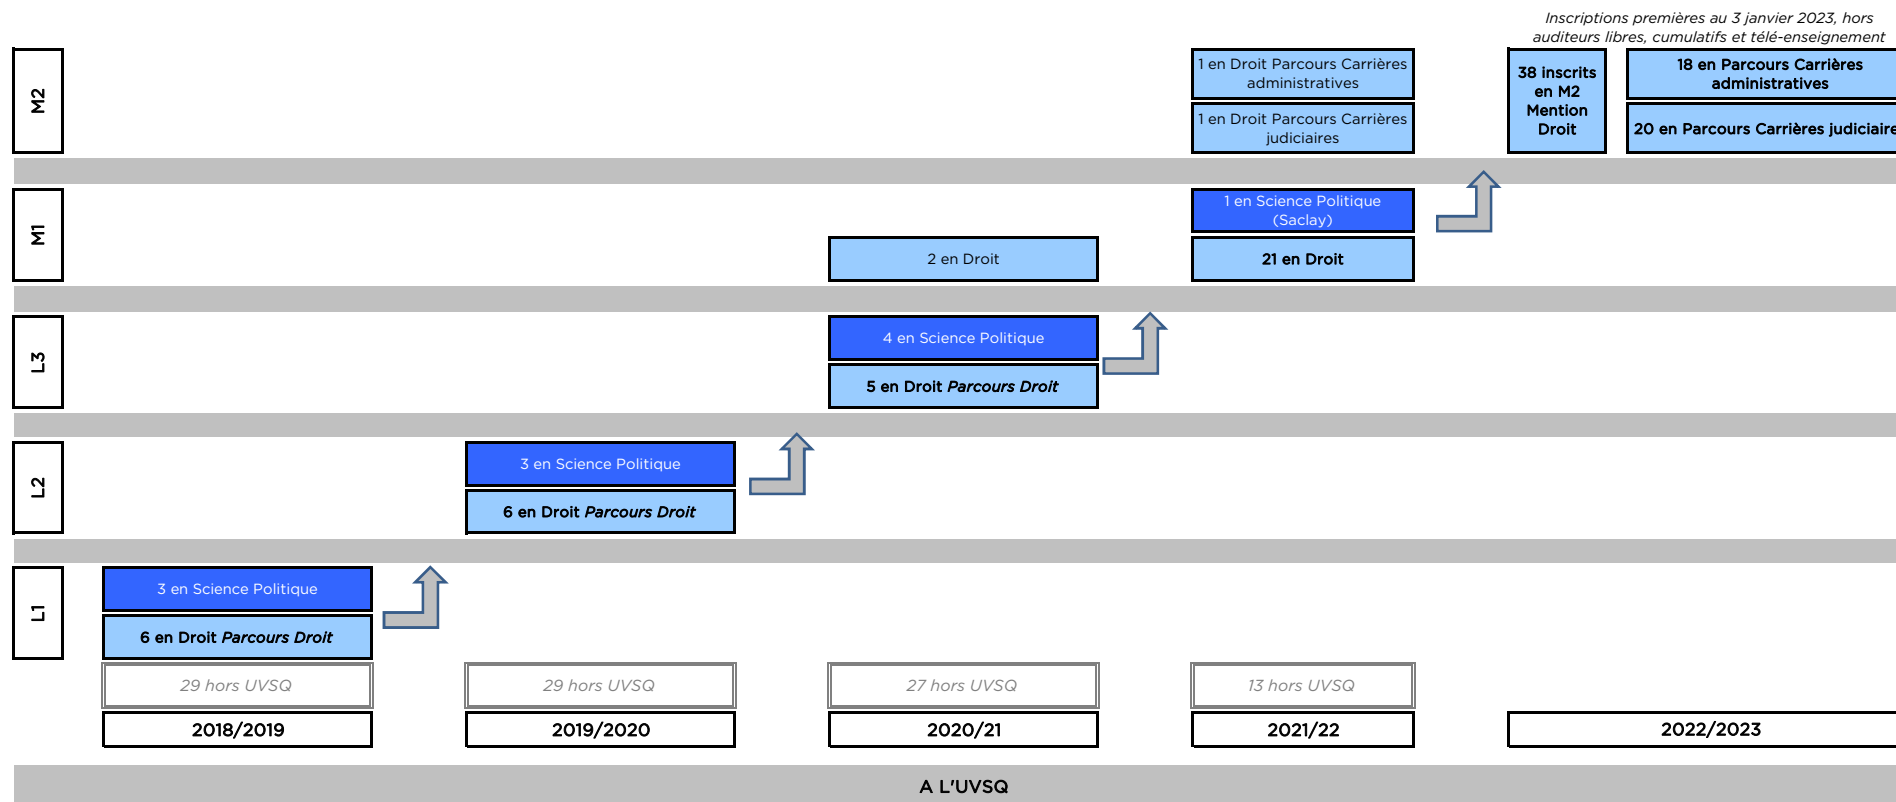 Inscriptions premières au 3 janvier 2023, hors
auditeurs libres, cumulatifs et télé-enseignement
M2
1 en Droit Parcours Carrières
administratives
1 en Droit Parcours Carrières
judiciaires
38 inscrits
en M2
Mention
Droit
18 en Parcours Carrières
administratives
20 en Parcours Carrières judiciaire
M1
1 en Science Politique
(Saclay)
2 en Droit
21 en Droit
L3
4 en Science Politique
5 en Droit Parcours Droit
L2
3 en Science Politique
6 en Droit Parcours Droit
L1
3 en Science Politique
6 en Droit Parcours Droit
29 hors UVSQ
29 hors UVSQ
27 hors UVSQ
13 hors UVSQ
2018/2019
2019/2020
2020/21
2021/22
2022/2023
A L'UVSQ